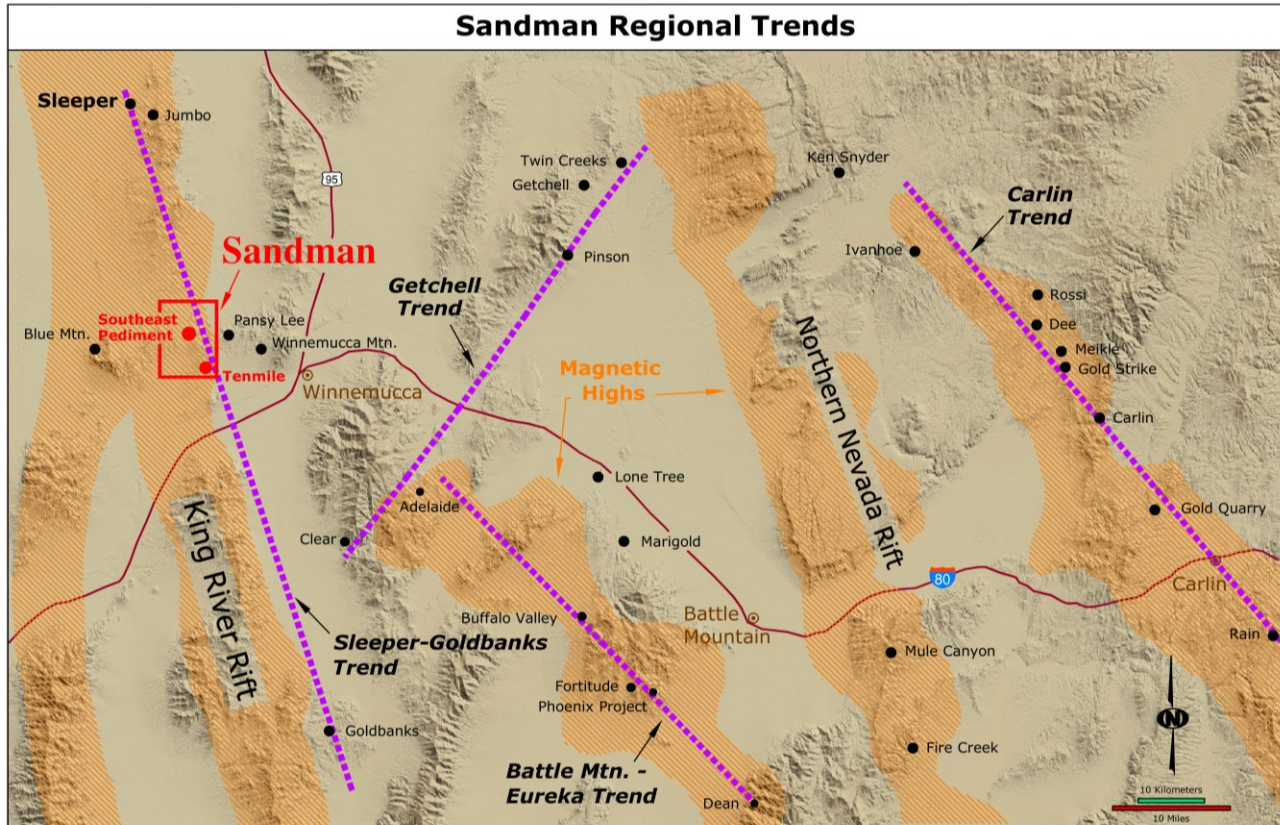 Sandman Regional Trends
Sleeper
Jumbo
95
Twin Creeks
Getchell
Ken Snyder
Carlin
Trend
Sandman
Pinson
Ivanhoe
Getchell
Trend
Rossi
Southeast
Pediment
Pansy Lee
Dee
Blue Mtn.
Winnemucca Mtn.
Meikle
Gold Strike
Tenmile
Winnemucca
Magnetic
Highs
Northern Nevada Rift
Carlin
Lone Tree
Adelaide
Gold Quarry
King River Rift
Clear
Marigold
80
Carlin
Buffalo Valley
Battle
Mountain
Rain
Sleeper-Goldbanks
Trend
Mule Canyon
Fortitude
Phoenix Project
N
Goldbanks
Fire Creek
Battle Mtn. -
Eureka Trend
Dean
10 Kilometers
10 Miles